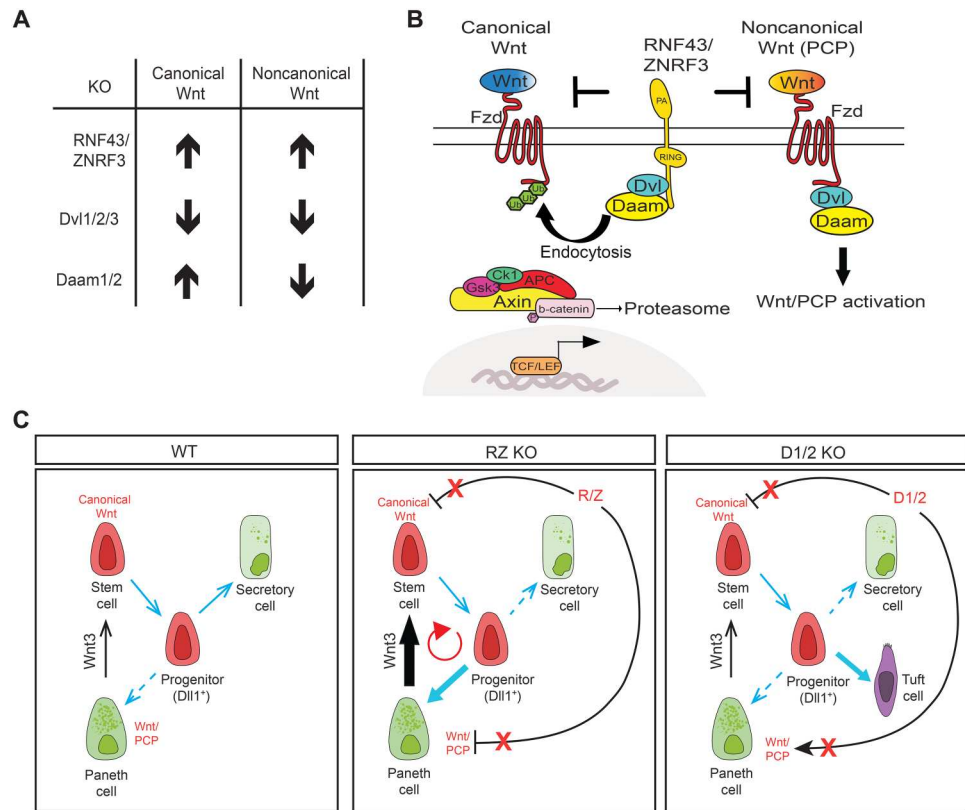 A
KO
Canonical
Wnt
Noncanonical
Wnt
RNF43/
ZNRF3
Dvl1/2/3
Daam1/2
B
Canonical
Wnt
RNF43/
ZNRF3
Noncanonical
Wnt (PCP)
Wnt
PA
Wnt
Fzd
Fzd
RING
Ub
Ub
Ub
Dvl
Daam
Dvl
Daam
Endocytosis
Wnt/PCP activation
Ck1
Gsk3
APC
Axin
b-catenin
P
Proteasome
TCF/LEF
C
WT
Canonical
Wnt
Stem
cell
Secretory
cell
Wnt3
Progenitor
(Dll1⁺)
Wnt/
PCP
Paneth
cell
RZ KO
X
R/Z
Canonical
Wnt
Stem
cell
Secretory
cell
Wnt3
Progenitor
(Dll1⁺)
Wnt/
PCP
X
Paneth
cell
D1/2 KO
X
D1/2
Canonical
Wnt
Stem
cell
Secretory
cell
Wnt3
Progenitor
(Dll1⁺)
Tuft
cell
Wnt/
PCP
X
Paneth
cell